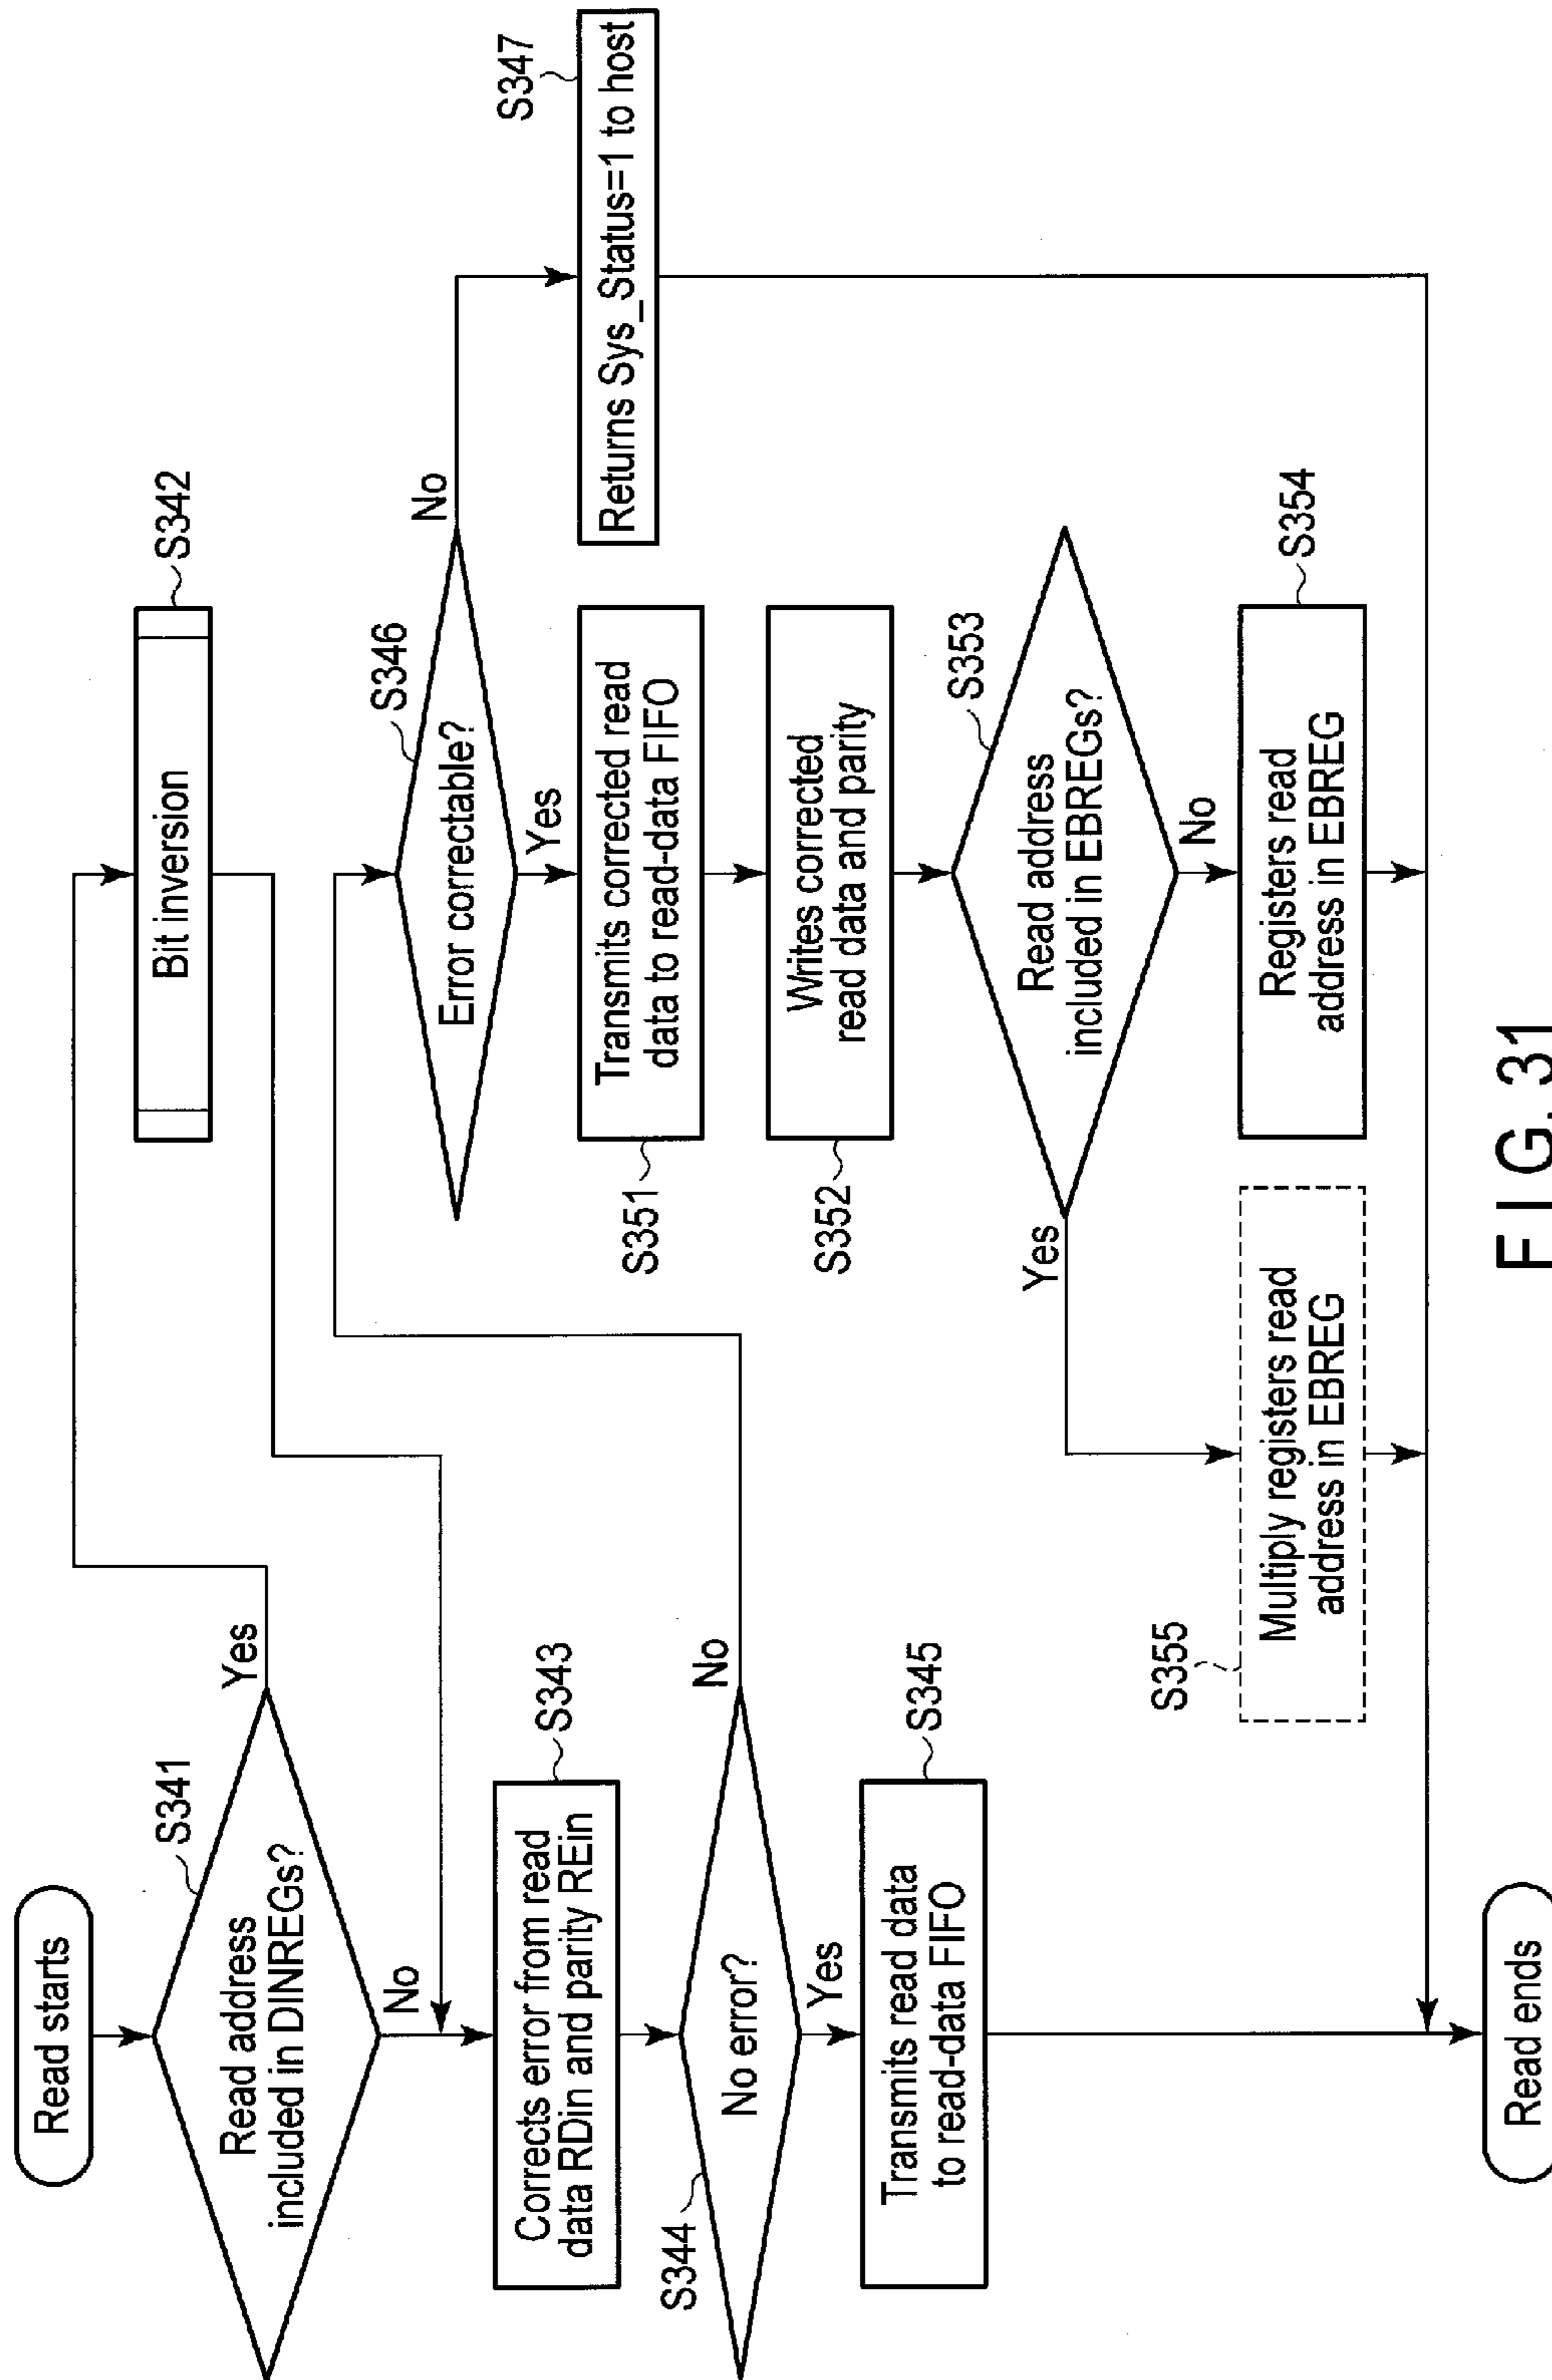 Read starts
S341
Read address
included in DINREGs?
Yes
No
S342
Bit inversion
S343
Corrects error from read
data RDin and parity REin
S344
No error?
No
Yes
S345
Transmits read data
to read-data FIFO
S346
Error correctable?
No
Yes
S347
Returns Sys_Status=1 to host
S351
Transmits corrected read
data to read-data FIFO
S352
Writes corrected
read data and parity
S353
Read address
included in EBREGs?
Yes
No
S354
Registers read
address in EBREG
S355
Multiply registers read
address in EBREG
Read ends
FIG. 31